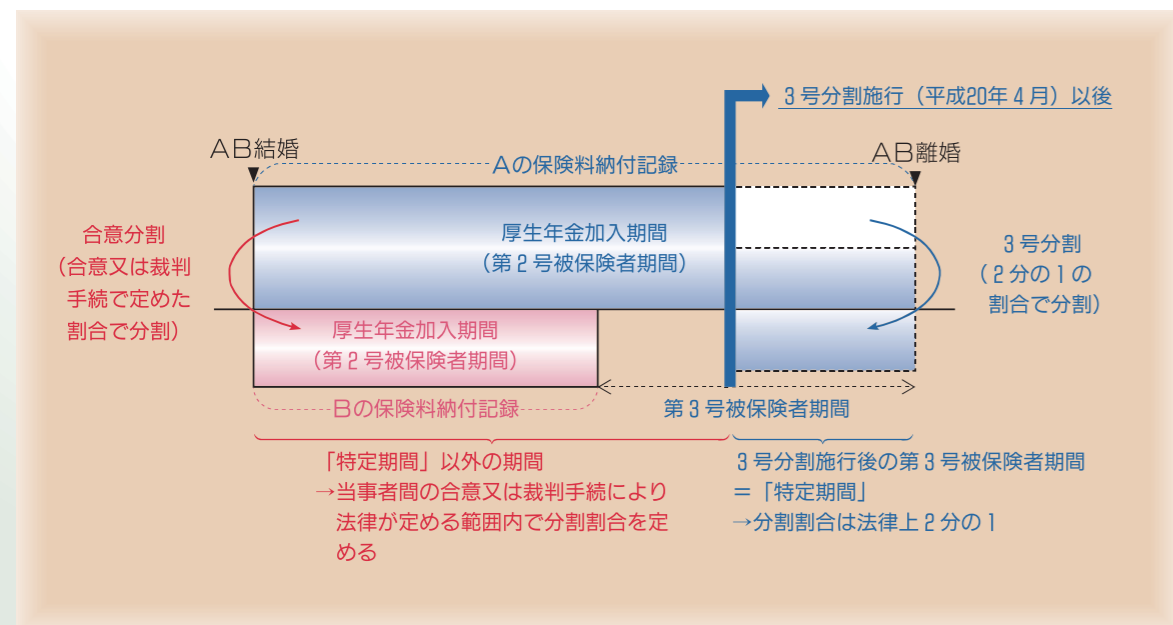 3号分割施行（平成20年4月）以後
AB結婚
Aの保険料納付記録
AB離婚
合意分割
（合意又は裁判
手続で定めた
割合で分割）
厚生年金加入期間
（第2号被保険者期間）
3号分割
（2分の1の
割合で分割）
厚生年金加入期間
（第2号被保険者期間）
Bの保険料納付記録
第3号被保険者期間
「特定期間」以外の期間
→当事者間の合意又は裁判手続により
法律が定める範囲内で分割割合を定
める
3号分割施行後の第3号被保険者期間
＝「特定期間」
→分割割合は法律上2分の1